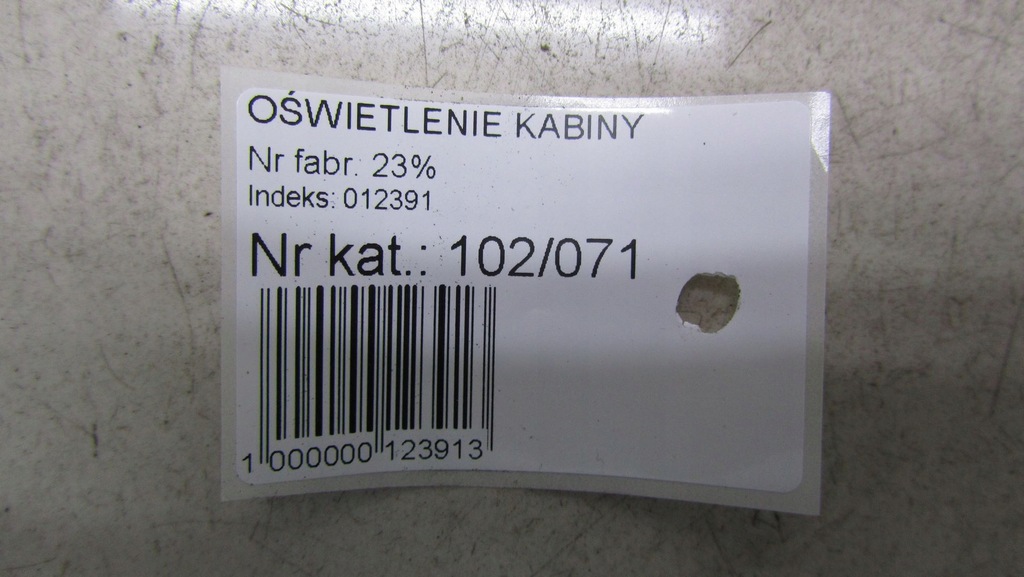 OŚWIETLENIE KABINY
Nr fabr. 23%
Indeks: 012391
Nr kat.: 102/071
1 000000 123913